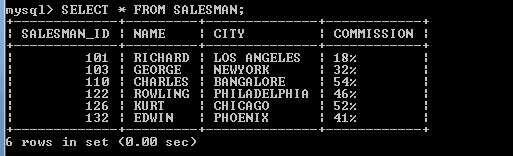 mysql> SELECT * FROM SALESMAN;
SALESMAN_ID | NAME | CITY | COMMISSION
101 | RICHARD | LOS ANGELES | 18%
103 | GEORGE | NEWYORK | 32%
110 | CHARLES | BANGALORE | 54%
122 | ROWLING | PHILADELPHIA | 46%
126 | KURT | CHICAGO | 52%
132 | EDWIN | PHOENIX | 41%
6 rows in set (0.00 sec)